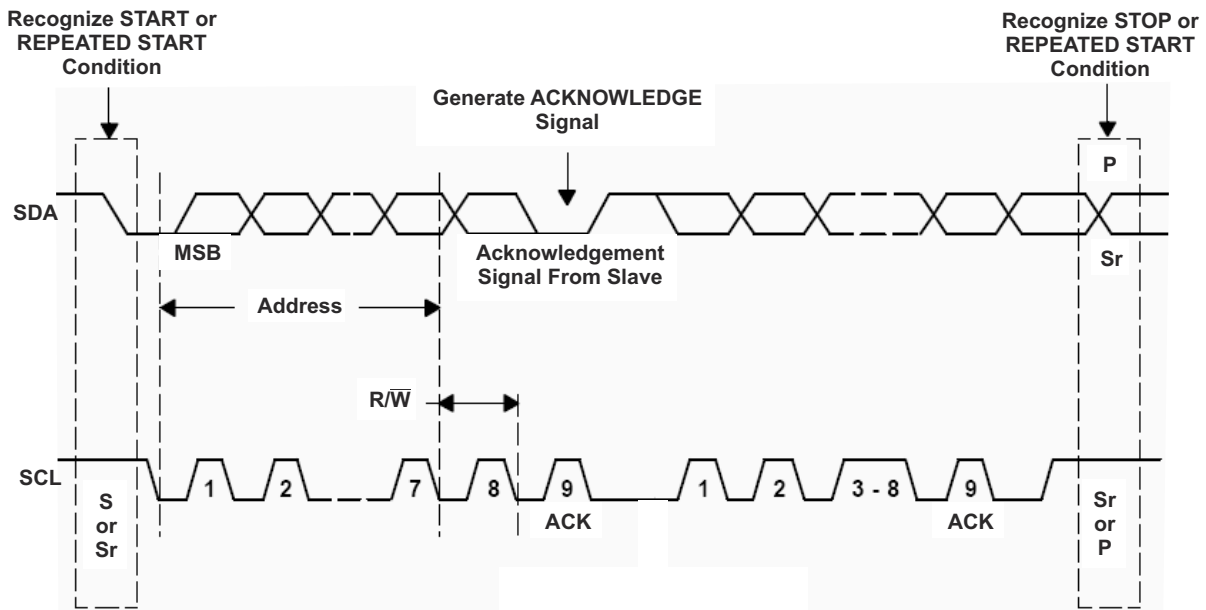 Recognize START or
REPEATED START
Condition
Recognize STOP or
REPEATED START
Condition
Generate ACKNOWLEDGE
Signal
P
SDA
MSB
Acknowledgement
Signal From Slave
Sr
Address
R/W̅
SCL
1
2
7
8
9
1
2
3 - 8
9
S
or
Sr
ACK
ACK
Sr
or
P